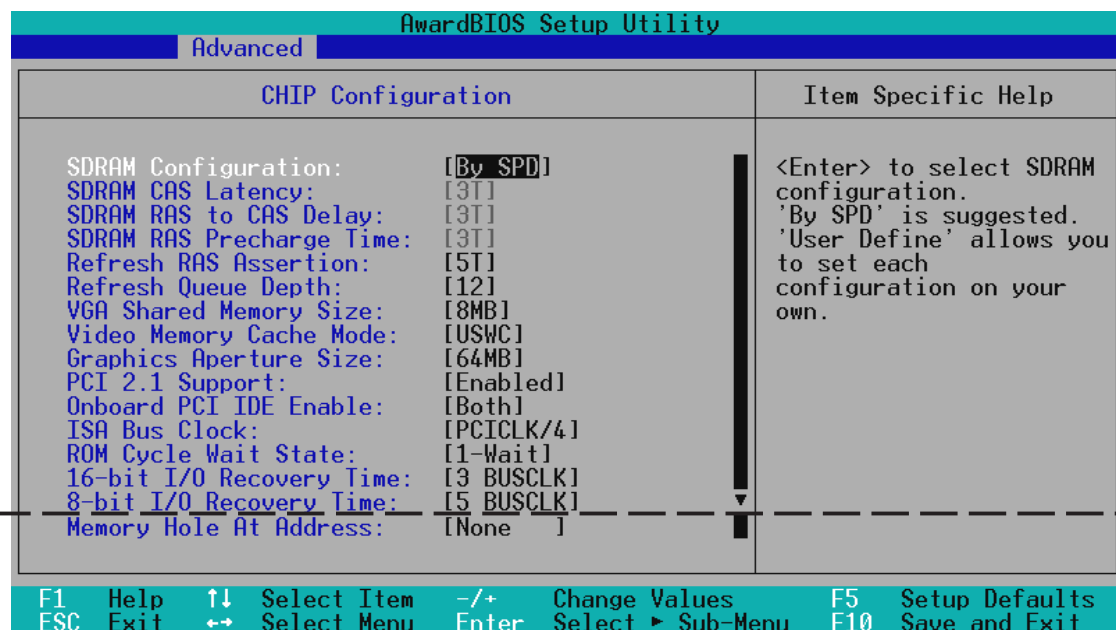 AwardBIOS Setup Utility
Advanced
CHIP Configuration
Item Specific Help
SDRAM Configuration: [By SPD]
SDRAM CAS Latency: [3T]
SDRAM RAS to CAS Delay: [3T]
SDRAM RAS Precharge Time: [3T]
Refresh RAS Assertion: [5T]
Refresh Queue Depth: [12]
VGA Shared Memory Size: [8MB]
Video Memory Cache Mode: [USWC]
Graphics Aperture Size: [64MB]
PCI 2.1 Support: [Enabled]
Onboard PCI IDE Enable: [Both]
ISA Bus Clock: [PCICLK/4]
ROM Cycle Wait State: [1-Wait]
16-bit I/O Recovery Time: [3 BUSCLK]
8-bit I/O Recovery Time: [5 BUSCLK]
Memory Hole At Address: [None ]
<Enter> to select SDRAM
configuration.
'By SPD' is suggested.
'User Define' allows you
to set each
configuration on your
own.
F1 Help ↑↓ Select Item -/+ Change Values F5 Setup Defaults
ESC Exit ←→ Select Menu Enter Select ► Sub-Menu F10 Save and Exit